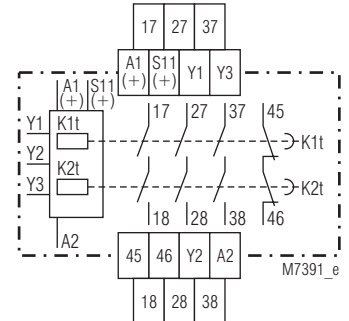 17 27 37
A1 (+) S11 (+) Y1 Y3
A1 (+) S11 (+)
17 27 37 45
Y1 K1t K1t
Y2
Y3 K2t K2t
18 28 38 46
A2
45 46 Y2 A2
M7391_e
18 28 38